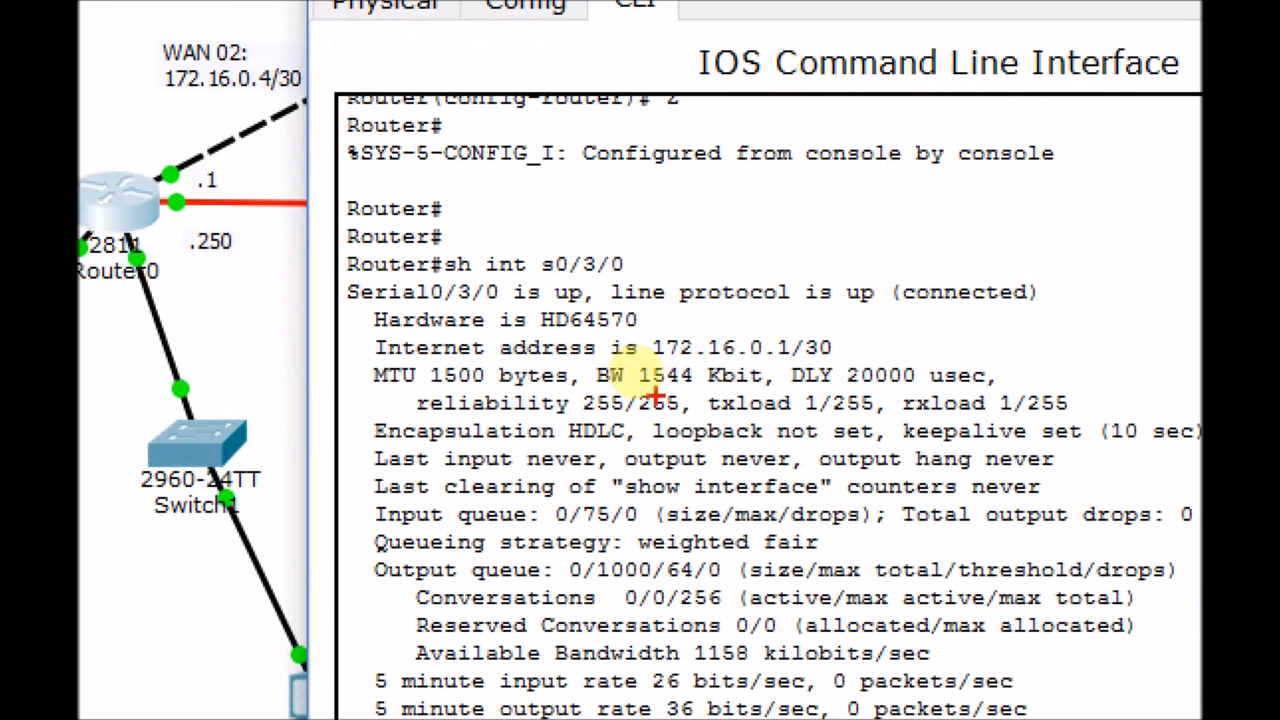 Physical Config CLI
WAN 02:
172.16.0.4/30
.1
.250
2811
Router0
2960-24TT
Switch1
IOS Command Line Interface
Router(config-router)#^Z
Router#
%SYS-5-CONFIG_I: Configured from console by console
Router#
Router#
Router#sh int s0/3/0
Serial0/3/0 is up, line protocol is up (connected)
Hardware is HD64570
Internet address is 172.16.0.1/30
MTU 1500 bytes, BW 1544 Kbit, DLY 20000 usec,
reliability 255/255, txload 1/255, rxload 1/255
Encapsulation HDLC, loopback not set, keepalive set (10 sec)
Last input never, output never, output hang never
Last clearing of "show interface" counters never
Input queue: 0/75/0 (size/max/drops); Total output drops: 0
Queueing strategy: weighted fair
Output queue: 0/1000/64/0 (size/max total/threshold/drops)
Conversations 0/0/256 (active/max active/max total)
Reserved Conversations 0/0 (allocated/max allocated)
Available Bandwidth 1158 kilobits/sec
5 minute input rate 26 bits/sec, 0 packets/sec
5 minute output rate 36 bits/sec, 0 packets/sec